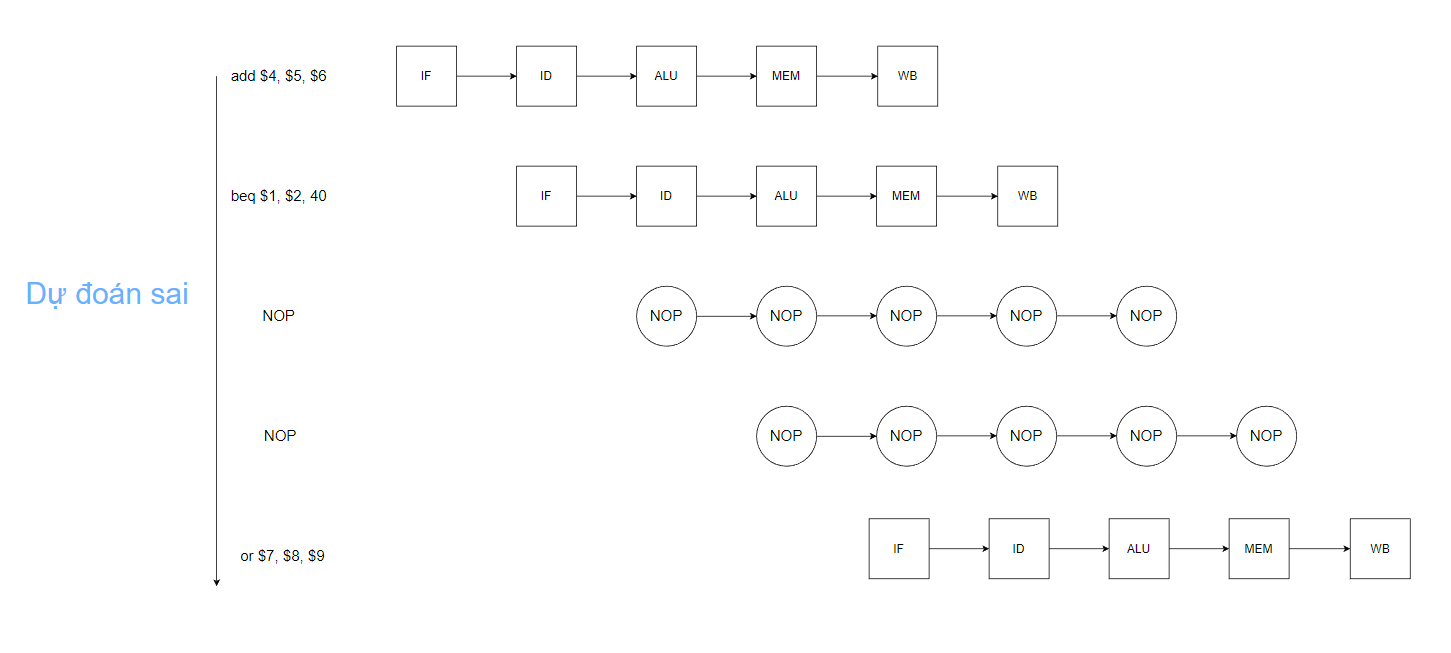 add $4, $5, $6
IF
ID
ALU
MEM
WB
beq $1, $2, 40
IF
ID
ALU
MEM
WB
Dự đoán sai
NOP
NOP
NOP
NOP
NOP
NOP
NOP
NOP
NOP
NOP
NOP
NOP
or $7, $8, $9
IF
ID
ALU
MEM
WB